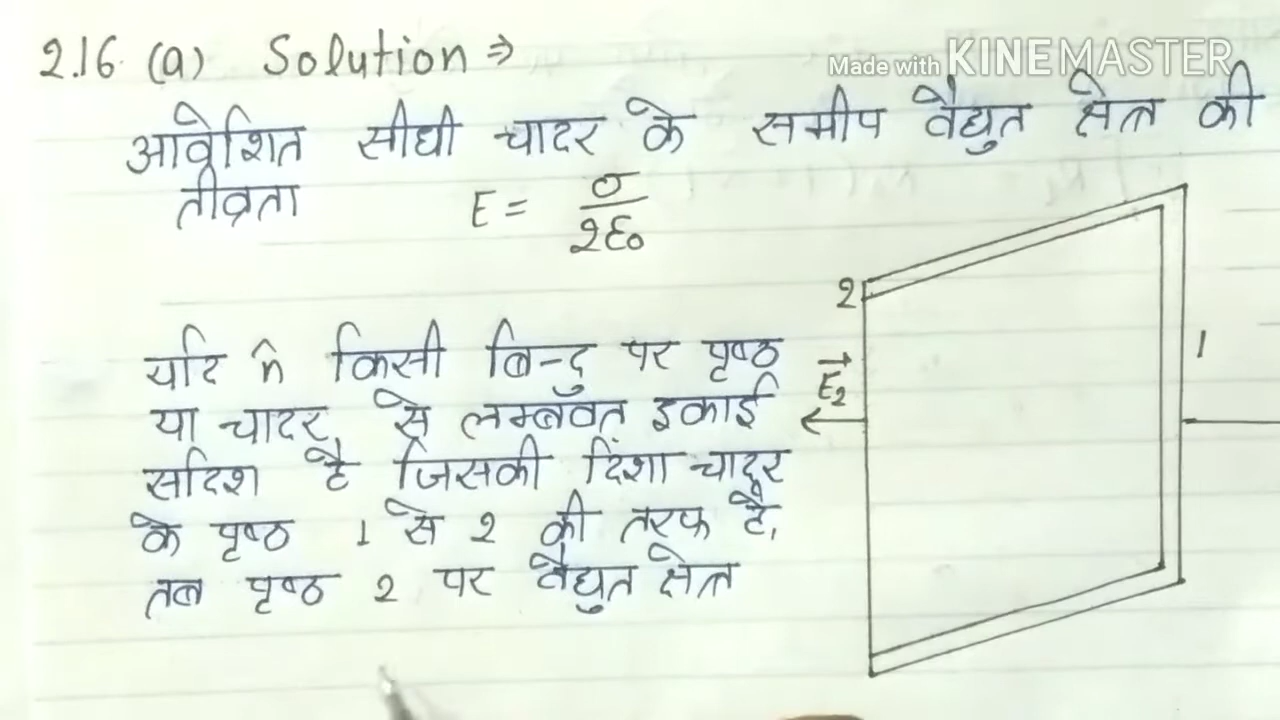 2.16 (a) Solution ⇒
Made with KINEMASTER
आवेशित सीधी चादर के समीप वैद्युत क्षेत्र की
तीव्रता E = σ/2ε₀
2
1
E₂
यदि n̂ किसी बिन्दु पर पृष्ठ
या चादर से लम्बवत इकाई
सदिश है जिसकी दिशा चादर
के पृष्ठ 1 से 2 की तरफ है,
तब पृष्ठ 2 पर वैद्युत क्षेत्र